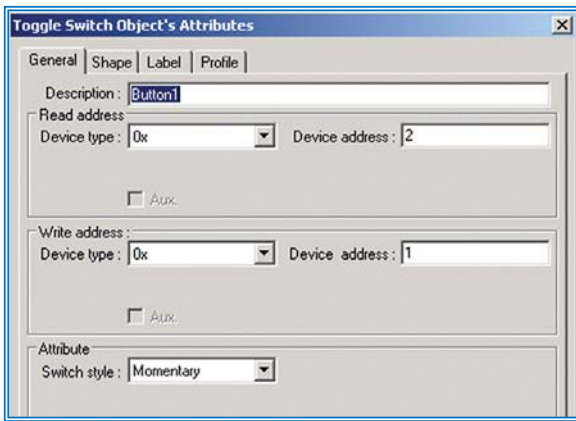 Toggle Switch Object's Attributes
General Shape Label Profile
Description : Button1
Read address
Device type : 0x Device address : 2
Aux.
Write address :
Device type : 0x Device address : 1
Aux.
Attribute
Switch style : Momentary